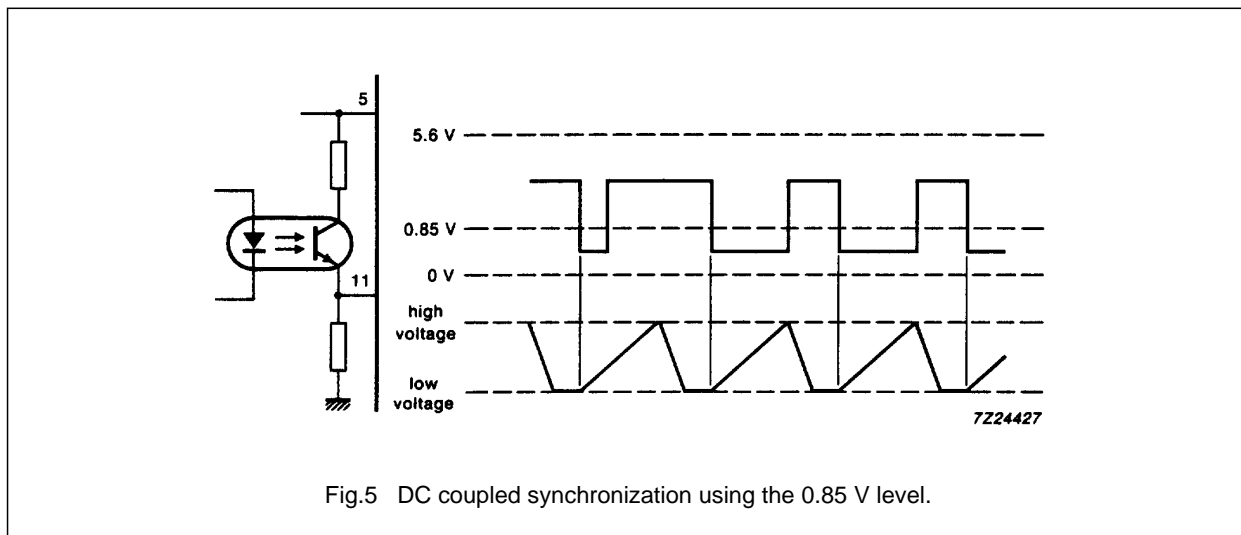 5
5.6 V
0.85 V
11
0 V
high
voltage
low
voltage
7Z24427
Fig.5 DC coupled synchronization using the 0.85 V level.